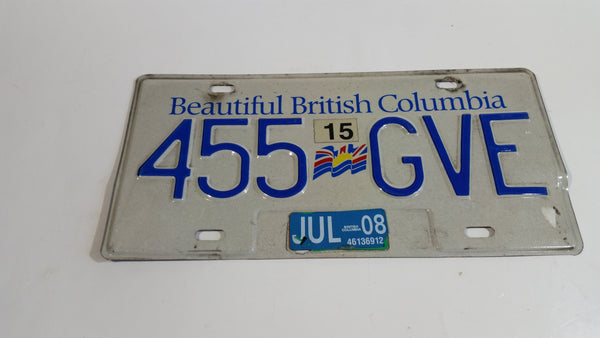 Beautiful British Columbia
15
455 GVE
JUL BRITISH COLUMBIA 08
46136912